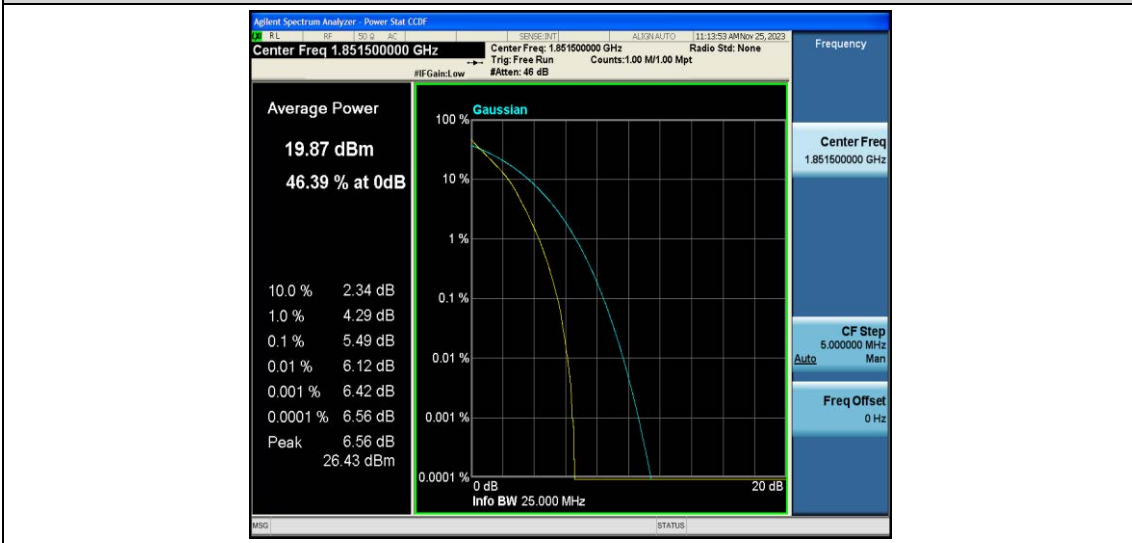 Agilent Spectrum Analyzer - Power Stat CCDF
RL RF 50 Ω AC SENSE:INT ALIGN AUTO 11:13:53 AM Nov 25, 2023
Center Freq 1.851500000 GHz
Center Freq: 1.851500000 GHz Radio Std: None
Trig: Free Run Counts:1.00 M/1.00 Mpt
#IFGain:Low #Atten: 46 dB
Frequency
Average Power
19.87 dBm
46.39 % at 0dB
10.0 % 2.34 dB
1.0 % 4.29 dB
0.1 % 5.49 dB
0.01 % 6.12 dB
0.001 % 6.42 dB
0.0001 % 6.56 dB
Peak 6.56 dB
26.43 dBm
Gaussian
100 %
10 %
1 %
0.1 %
0.01 %
0.001 %
0.0001 %
0 dB 20 dB
Info BW 25.000 MHz
Center Freq
1.851500000 GHz
CF Step
5.000000 MHz
Auto Man
Freq Offset
0 Hz
MSG STATUS